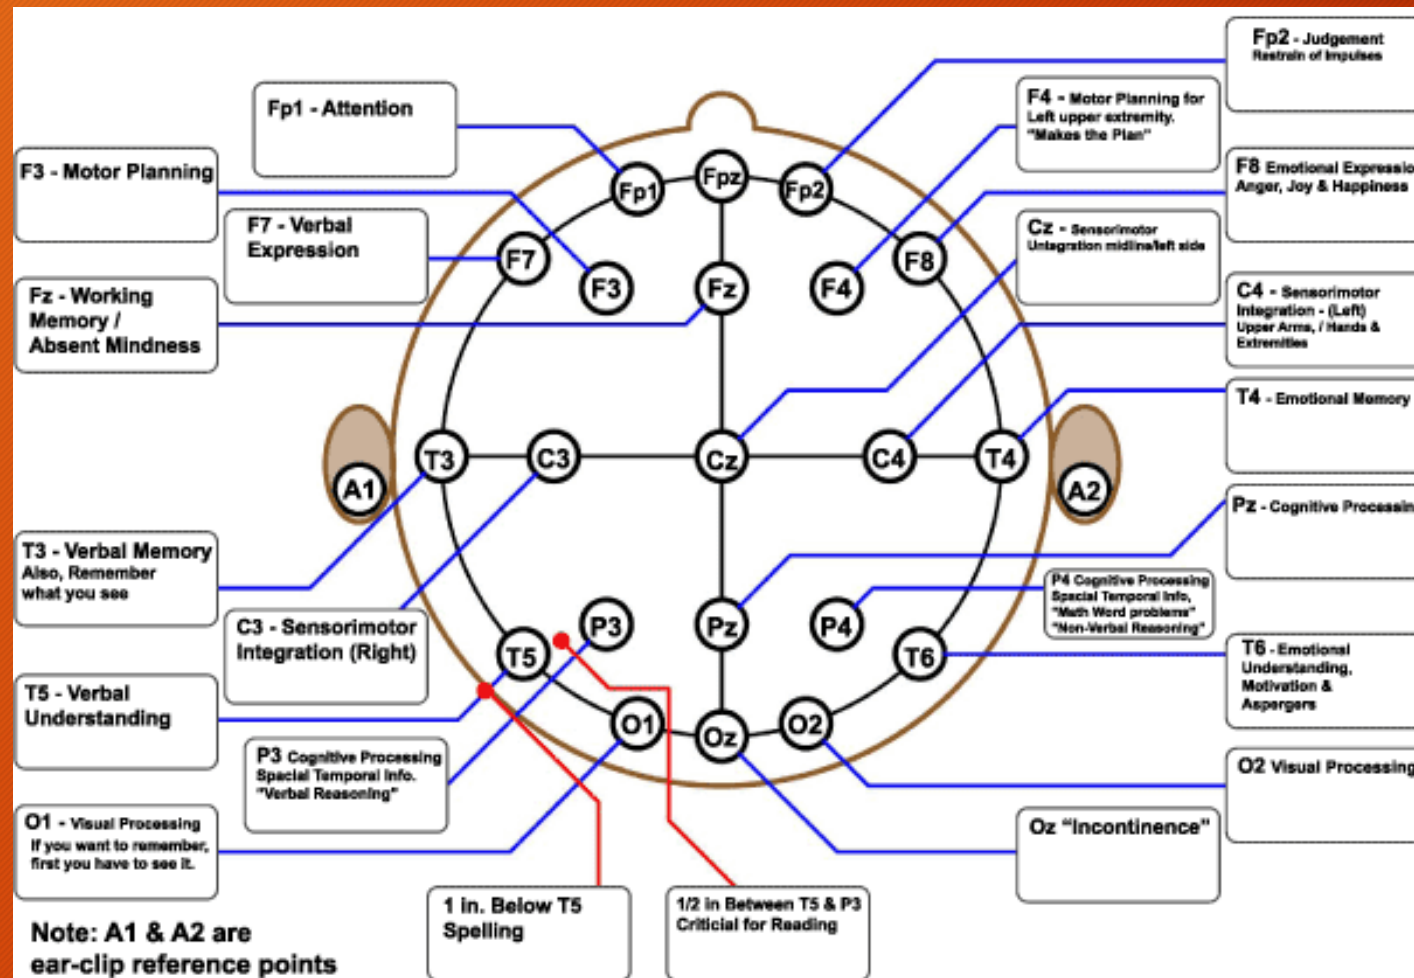 Fp1 - Attention
F3 - Motor Planning
F7 - Verbal
Expression
Fz - Working
Memory /
Absent Mindness
T3 - Verbal Memory
Also, Remember
what you see
C3 - Sensorimotor
Integration (Right)
T5 - Verbal
Understanding
P3 Cognitive Processing
Special Temporal Info.
"Verbal Reasoning"
O1 - Visual Processing
If you want to remember,
first you have to see it.
Note: A1 & A2 are
ear-clip reference points
1 in. Below T5
Spelling
1/2 in Between T5 & P3
Criticial for Reading
Fp1
Fpz
Fp2
F7
F3
Fz
F4
F8
A1
T3
C3
Cz
C4
T4
A2
T5
P3
Pz
P4
T6
O1
Oz
O2
Fp2 - Judgement
Restrain of Impulses
F4 - Motor Planning for
Left upper extremity.
"Makes the Plan"
F8 Emotional Expressio
Anger, Joy & Happiness
Cz - Sensorimotor
Untegration midline/left side
C4 - Sensorimotor
Integration - (Left)
Upper Arms, / Hands &
Extremities
T4 - Emotional Memory
Pz - Cognitive Processin
P4 Cognitive Processing
Special Temporal Info,
"Math Word problems"
"Non-Verbal Reasoning"
T6 - Emotional
Understanding,
Motivation &
Aspergers
O2 Visual Processing
Oz "Incontinence"